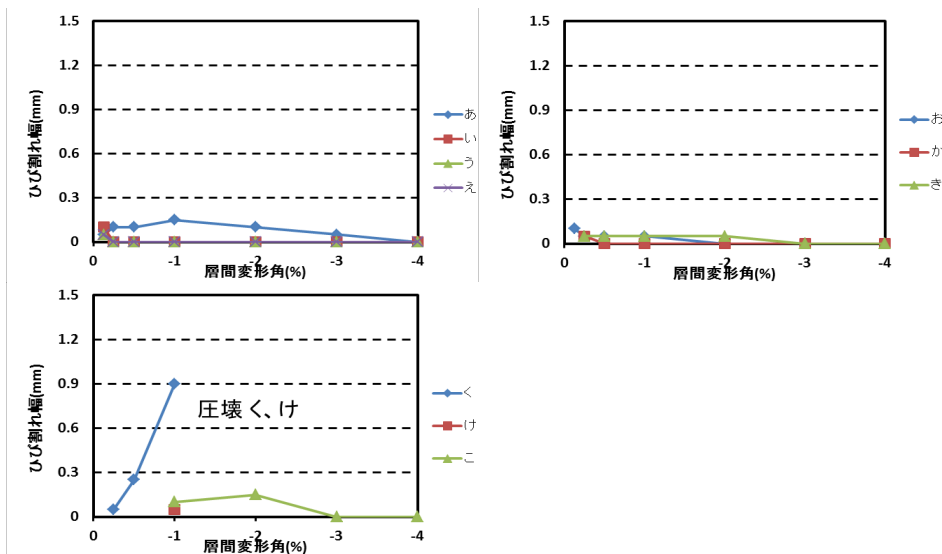 1.5
1.2
0.9
0.6
0.3
0
ひび割れ幅(mm)
0 -1 -2 -3 -4
層間変形角(%)
あ
い
う
え
1.5
1.2
0.9
0.6
0.3
0
ひび割れ幅(mm)
0 -1 -2 -3 -4
層間変形角(%)
お
か
き
1.5
1.2
0.9
0.6
0.3
0
ひび割れ幅(mm)
圧壊く、け
0 -1 -2 -3 -4
層間変形角(%)
く
け
こ